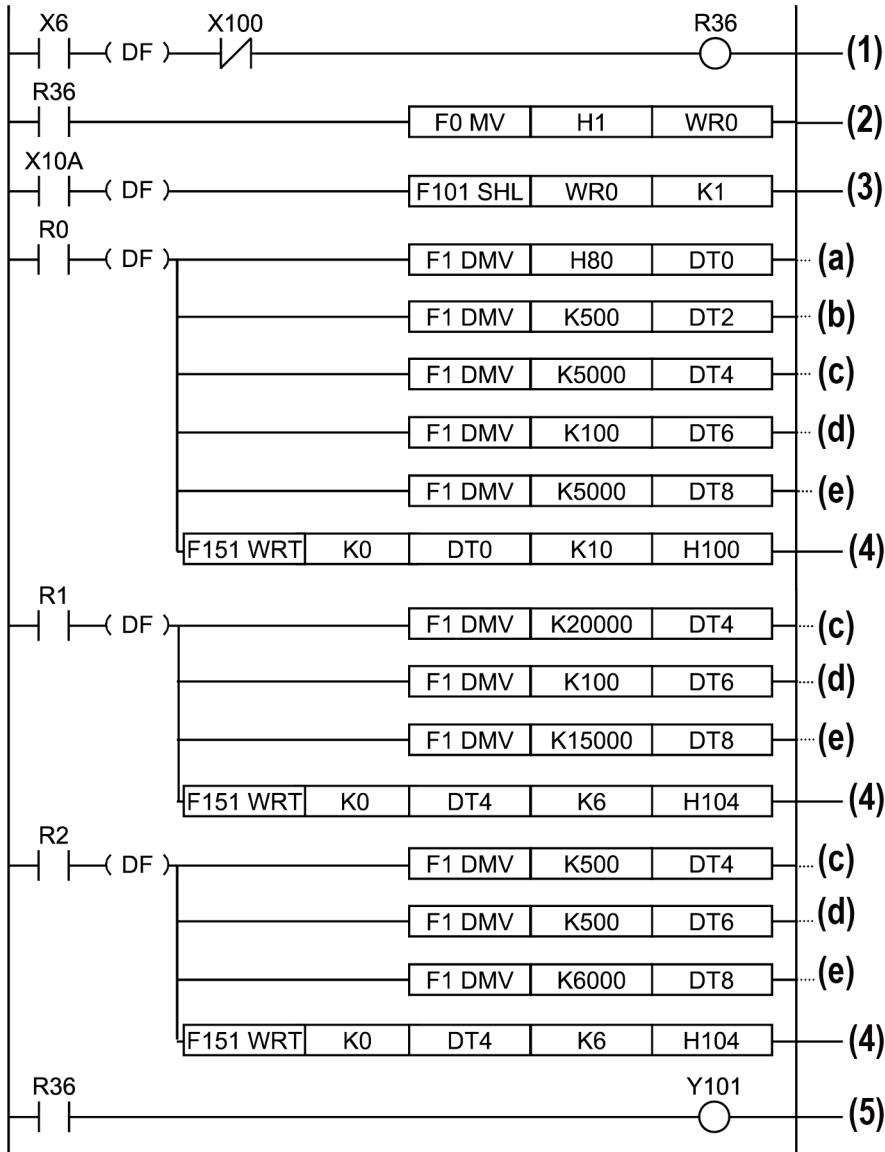 X6 X100 R36
( DF ) (1)
R36
F0 MV H1 WR0 (2)
X10A
( DF ) F101 SHL WR0 K1 (3)
R0
( DF ) F1 DMV H80 DT0 (a)
F1 DMV K500 DT2 (b)
F1 DMV K5000 DT4 (c)
F1 DMV K100 DT6 (d)
F1 DMV K5000 DT8 (e)
F151 WRT K0 DT0 K10 H100 (4)
R1
( DF ) F1 DMV K20000 DT4 (c)
F1 DMV K100 DT6 (d)
F1 DMV K15000 DT8 (e)
F151 WRT K0 DT4 K6 H104 (4)
R2
( DF ) F1 DMV K500 DT4 (c)
F1 DMV K500 DT6 (d)
F1 DMV K6000 DT8 (e)
F151 WRT K0 DT4 K6 H104 (4)
R36 Y101
(5)